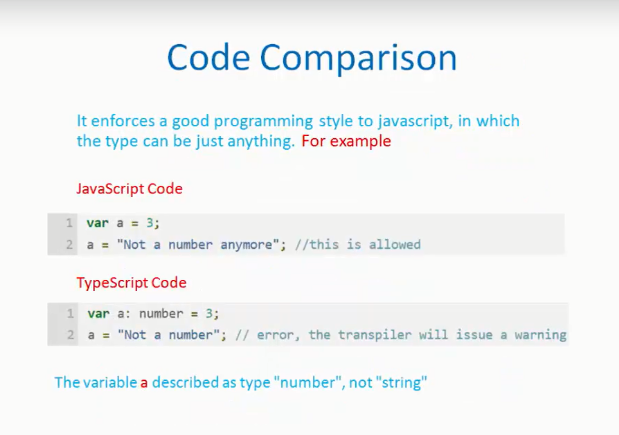 Code Comparison
It enforces a good programming style to javascript, in which
the type can be just anything. For example
JavaScript Code
1 var a = 3;
2 a = "Not a number anymore"; //this is allowed
TypeScript Code
1 var a: number = 3;
2 a = "Not a number"; // error, the transpiler will issue a warning
The variable a described as type "number", not "string"